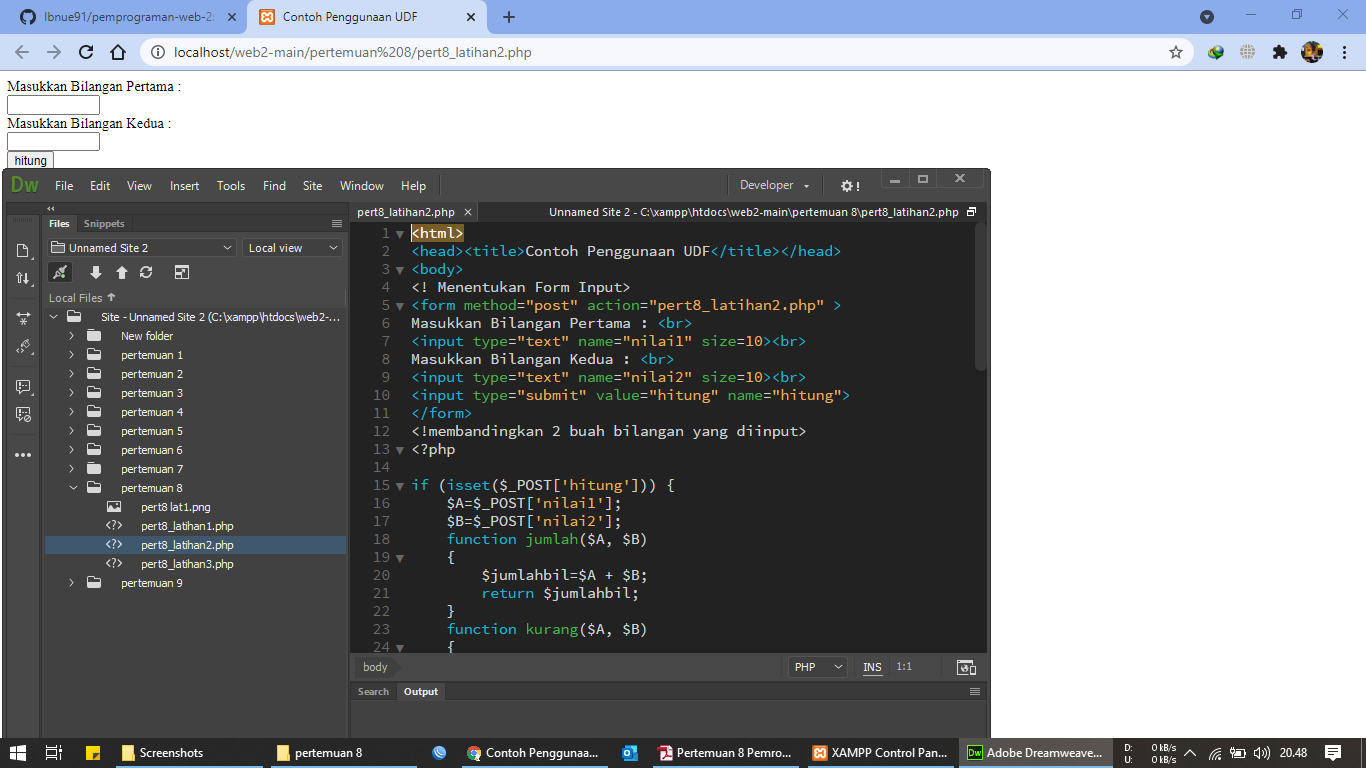 lbnue91/pemprograman-web-2:
Contoh Penggunaan UDF
localhost/web2-main/pertemuan%208/pert8_latihan2.php
Masukkan Bilangan Pertama :
Masukkan Bilangan Kedua :
hitung
Dw File Edit View Insert Tools Find Site Window Help Developer
Files Snippets
Unnamed Site 2 Local view
Local Files
Site - Unnamed Site 2 (C:\xampp\htdocs\web2-...
New folder
pertemuan 1
pertemuan 2
pertemuan 3
pertemuan 4
pertemuan 5
pertemuan 6
pertemuan 7
pertemuan 8
pert8 lat1.png
pert8_latihan1.php
pert8_latihan2.php
pert8_latihan3.php
pertemuan 9
pert8_latihan2.php
Unnamed Site 2 - C:\xampp\htdocs\web2-main\pertemuan 8\pert8_latihan2.php
1 <html>
2 <head><title>Contoh Penggunaan UDF</title></head>
3 <body>
4 <! Menentukan Form Input>
5 <form method="post" action="pert8_latihan2.php" >
6 Masukkan Bilangan Pertama : <br>
7 <input type="text" name="nilai1" size=10><br>
8 Masukkan Bilangan Kedua : <br>
9 <input type="text" name="nilai2" size=10><br>
10 <input type="submit" value="hitung" name="hitung">
11 </form>
12 <!membandingkan 2 buah bilangan yang diinput>
13 <?php
14
15 if (isset($_POST['hitung'])) {
16 $A=$_POST['nilai1'];
17 $B=$_POST['nilai2'];
18 function jumlah($A, $B)
19 {
20 $jumlahbil=$A + $B;
21 return $jumlahbil;
22 }
23 function kurang($A, $B)
24 {
body
PHP INS 1:1
Search Output
Screenshots
pertemuan 8
Contoh Penggunaa...
Pertemuan 8 Pemro...
XAMPP Control Pan...
Dw Adobe Dreamweave...
D: 0 kB/s
U: 0 kB/s
20.48